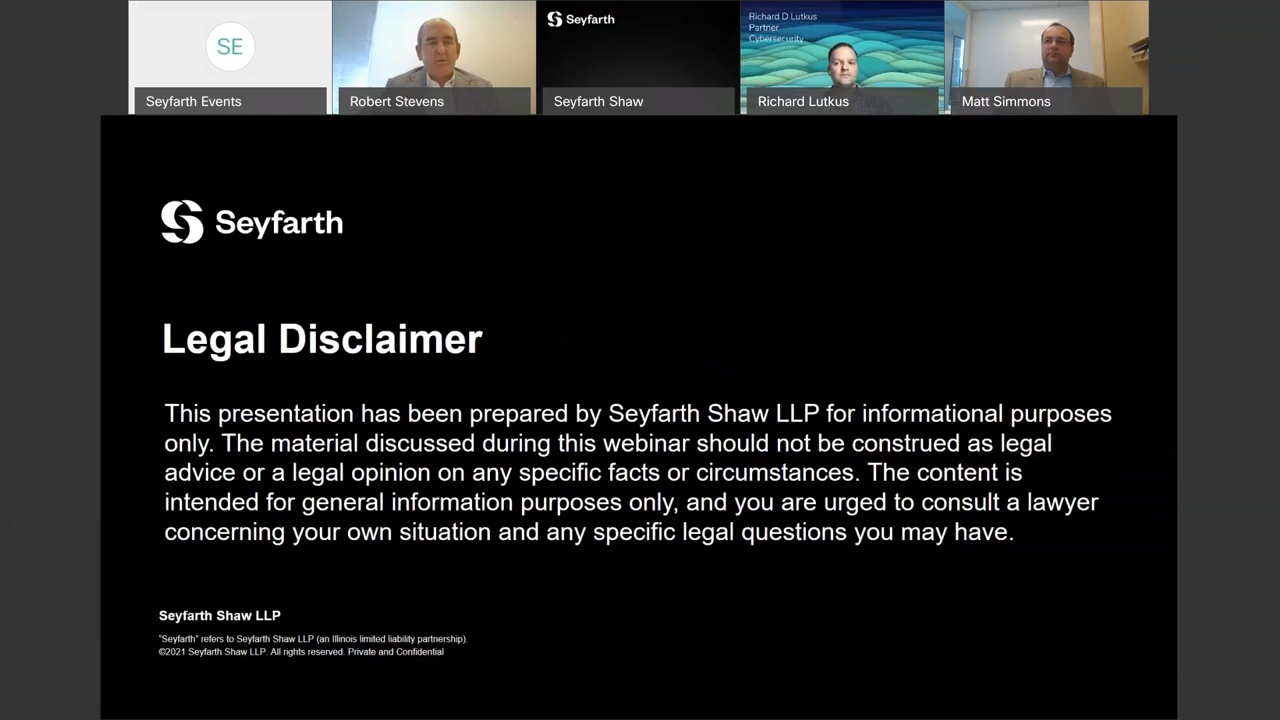 SE
Seyfarth
Richard D Lutkus
Partner
Cybersecurity
Seyfarth Events
Robert Stevens
Seyfarth Shaw
Richard Lutkus
Matt Simmons
Seyfarth
Legal Disclaimer
This presentation has been prepared by Seyfarth Shaw LLP for informational purposes
only. The material discussed during this webinar should not be construed as legal
advice or a legal opinion on any specific facts or circumstances. The content is
intended for general information purposes only, and you are urged to consult a lawyer
concerning your own situation and any specific legal questions you may have.
Seyfarth Shaw LLP
“Seyfarth” refers to Seyfarth Shaw LLP (an Illinois limited liability partnership).
©2021 Seyfarth Shaw LLP. All rights reserved. Private and Confidential